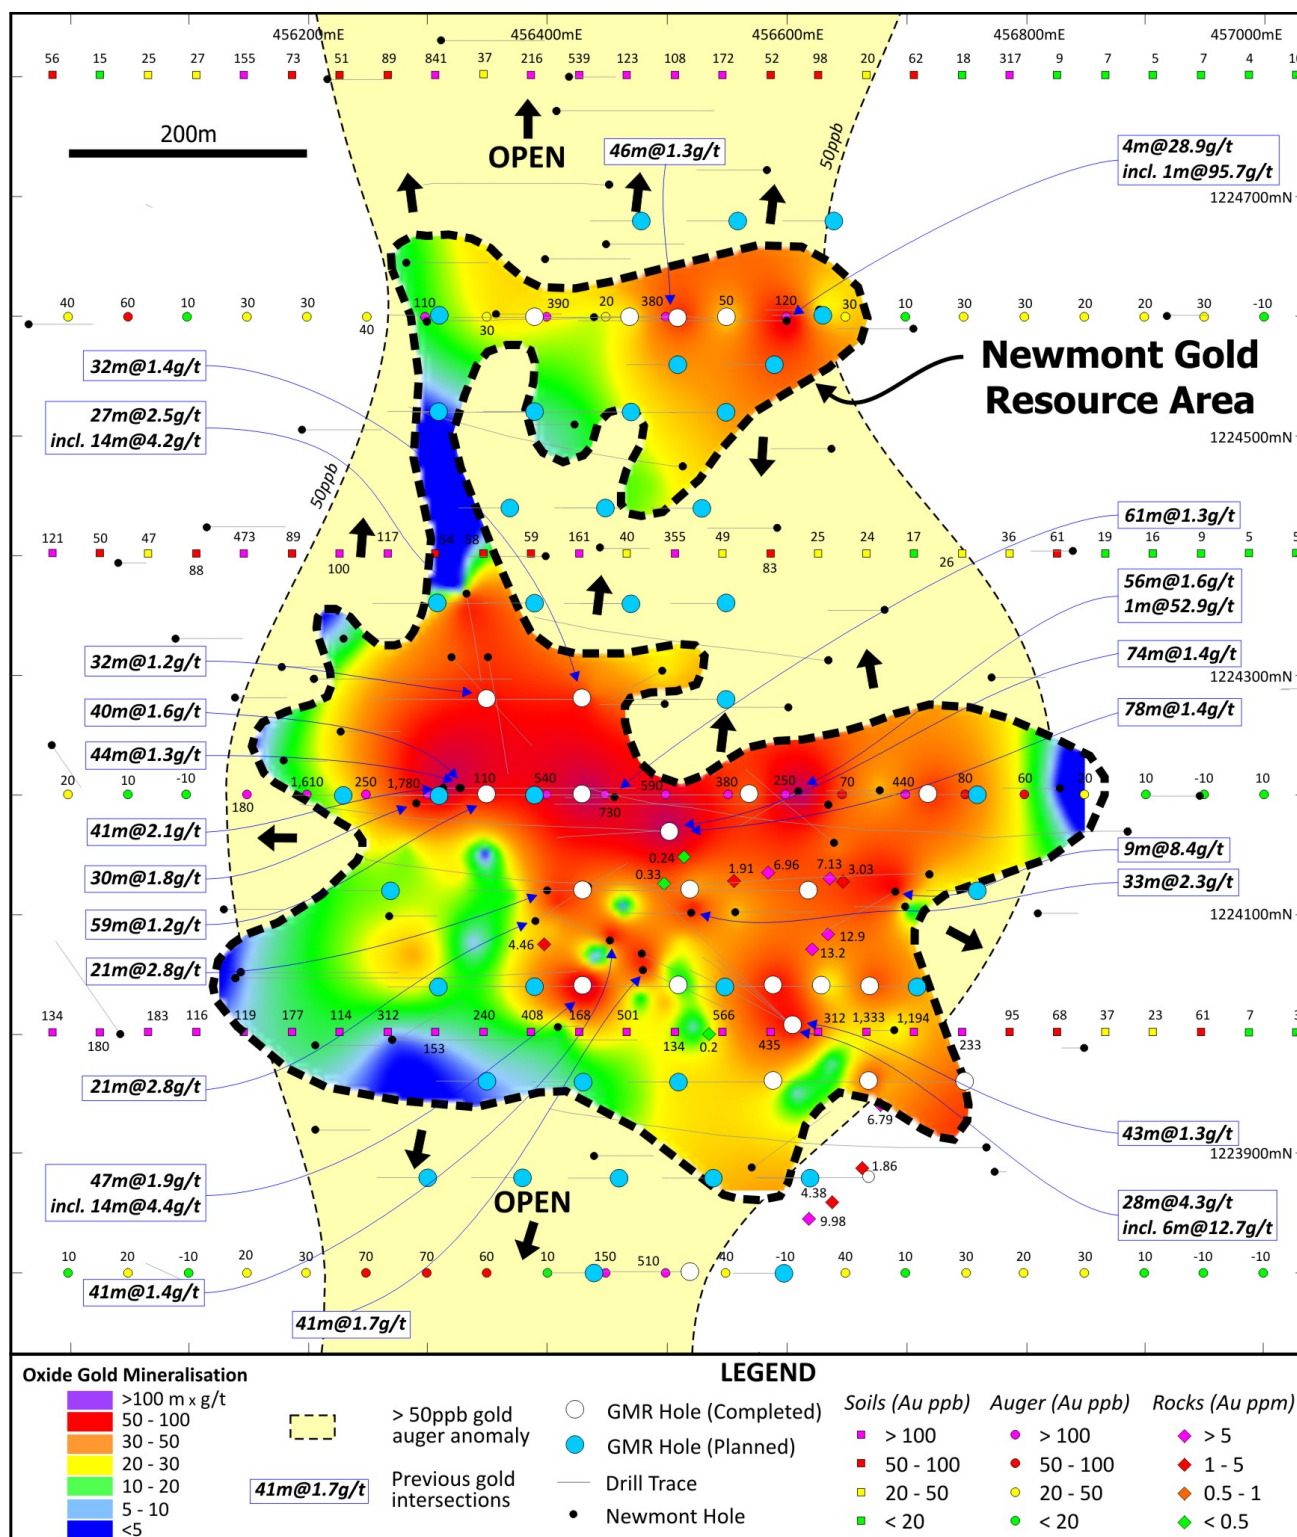 456200mE 456400mE 456600mE 456800mE 457000mE
56 15 25 27 155 73 51 89 841 37 216 539 123 108 172 52 98 20 62 18 317 9 7 5 7 4
200m
OPEN
46m@1.3g/t
50ppb
4m@28.9g/t
incl. 1m@95.7g/t
1224700mN
40 60 10 30 30 40 110 30 390 20 380 50 120 30 10 30 30 20 20 30 -10
Newmont Gold
Resource Area
32m@1.4g/t
27m@2.5g/t
incl. 14m@4.2g/t
1224500mN
50ppb
61m@1.3g/t
121 50 47 88 473 89 100 117 54 58 59 161 40 355 49 83 25 24 17 26 36 61 19 16 9 5
56m@1.6g/t
1m@52.9g/t
32m@1.2g/t
74m@1.4g/t
1224300mN
40m@1.6g/t
78m@1.4g/t
44m@1.3g/t
20 10 -10 180 1,610 250 1,780 110 540 730 590 380 250 70 440 80 60 20 10 -10 10
41m@2.1g/t
30m@1.8g/t
0.24
0.33
1.91
6.96
7.13
3.03
9m@8.4g/t
33m@2.3g/t
59m@1.2g/t
1224100mN
4.46
12.9
13.2
21m@2.8g/t
134 180 183 116 119 177 114 312 153 240 408 168 501 134 566 435 312 1,333 1,194 233 95 68 37 23 61 7
0.2
21m@2.8g/t
6.79
43m@1.3g/t
1223900mN
47m@1.9g/t
incl. 14m@4.4g/t
1.86
4.38
9.98
OPEN
28m@4.3g/t
incl. 6m@12.7g/t
10 20 -10 20 30 70 70 60 10 150 510 40 -10 40 10 30 20 30 -10 -10 -10
41m@1.4g/t
41m@1.7g/t
LEGEND
Oxide Gold Mineralisation
>100 m x g/t
50 - 100
30 - 50
20 - 30
10 - 20
5 - 10
<5
> 50ppb gold
auger anomaly
41m@1.7g/t
Previous gold
intersections
GMR Hole (Completed)
GMR Hole (Planned)
Drill Trace
Newmont Hole
Soils (Au ppb)
> 100
50 - 100
20 - 50
< 20
Auger (Au ppb)
> 100
50 - 100
20 - 50
< 20
Rocks (Au ppm)
> 5
1 - 5
0.5 - 1
< 0.5